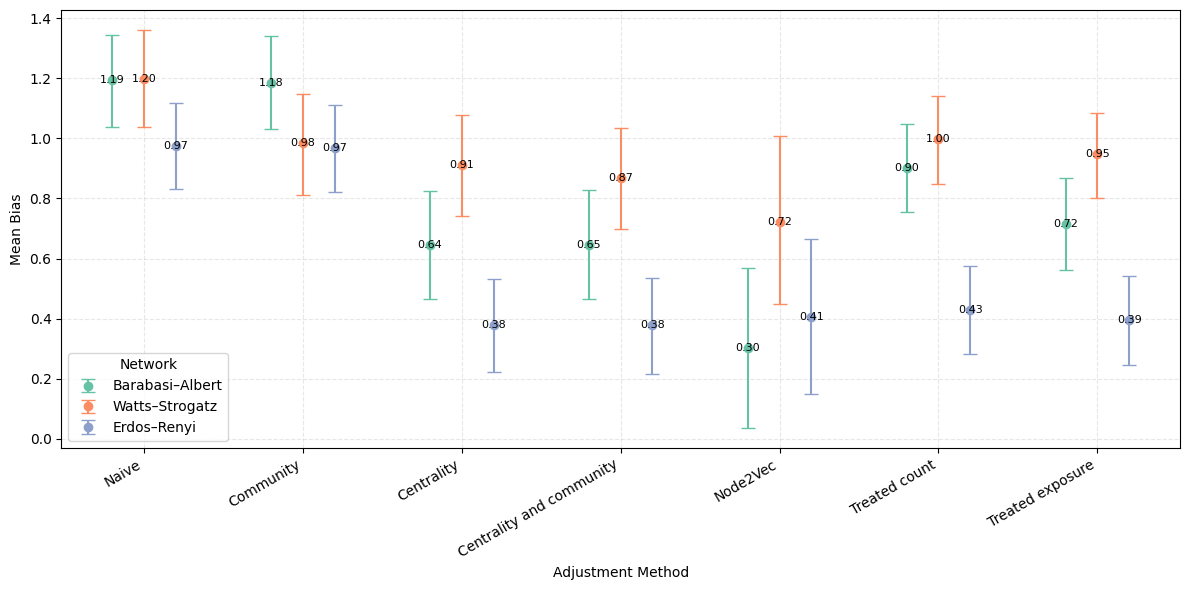 1.4
1.2
1.0
0.8
0.6
0.4
0.2
0.0
Mean Bias
1.19
1.20
0.97
1.18
0.98
0.97
0.64
0.91
0.38
0.65
0.87
0.38
0.30
0.72
0.41
0.90
1.00
0.43
0.72
0.95
0.39
Network
Barabasi–Albert
Watts–Strogatz
Erdos–Renyi
Naive
Community
Centrality
Centrality and community
Node2Vec
Treated count
Treated exposure
Adjustment Method